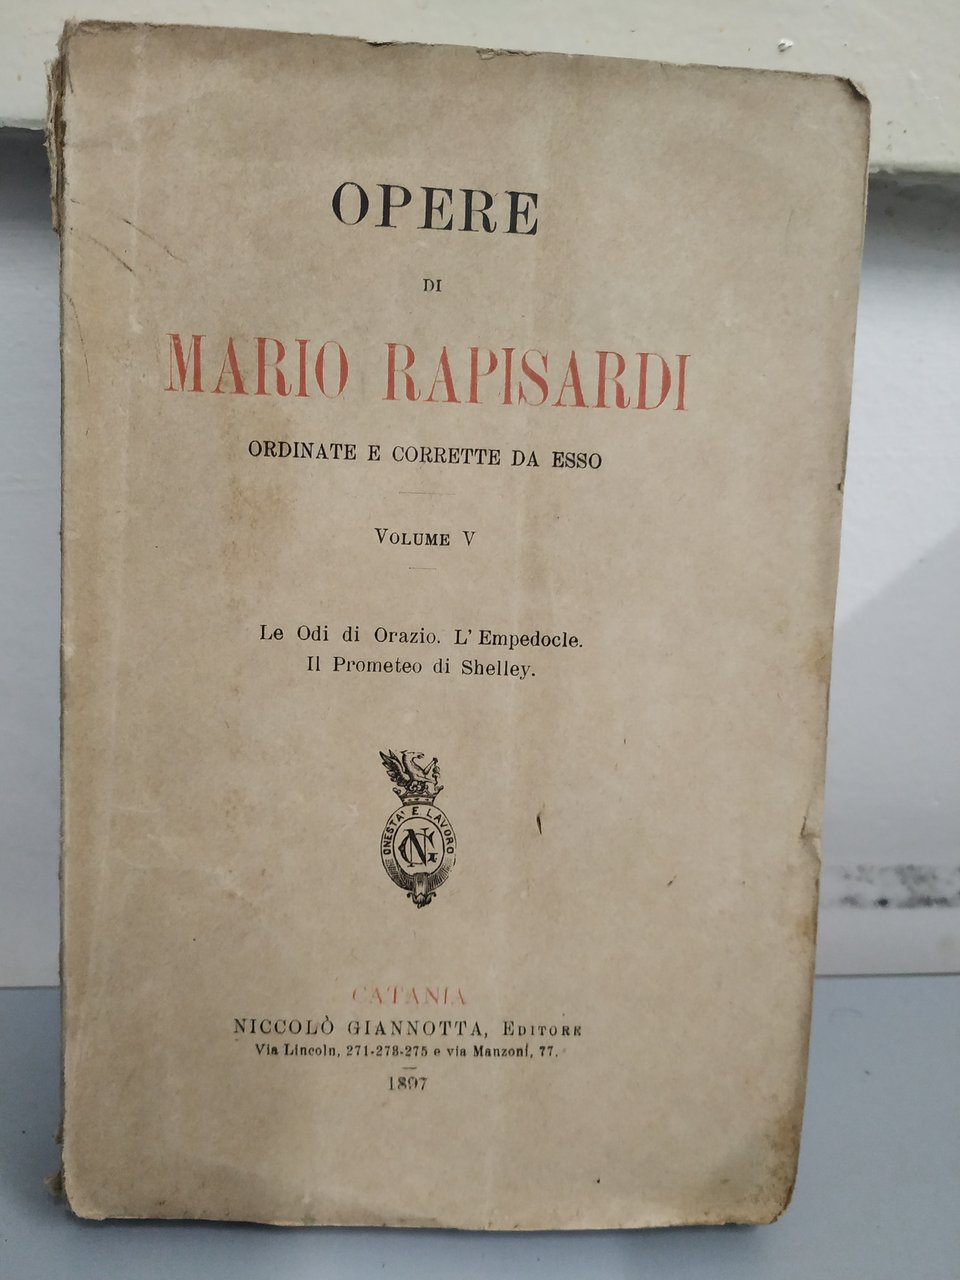 OPERE
DI
MARIO RAPISARDI
ORDINATE E CORRETTE DA ESSO
VOLUME V
Le Odi di Orazio. L'Empedocle.
Il Prometeo di Shelley.
ONESTA' E LAVORO
NG
CATANIA
NICCOLÒ GIANNOTTA, EDITORE
Via Lincoln, 271-273-275 e via Manzoni, 77.
1897